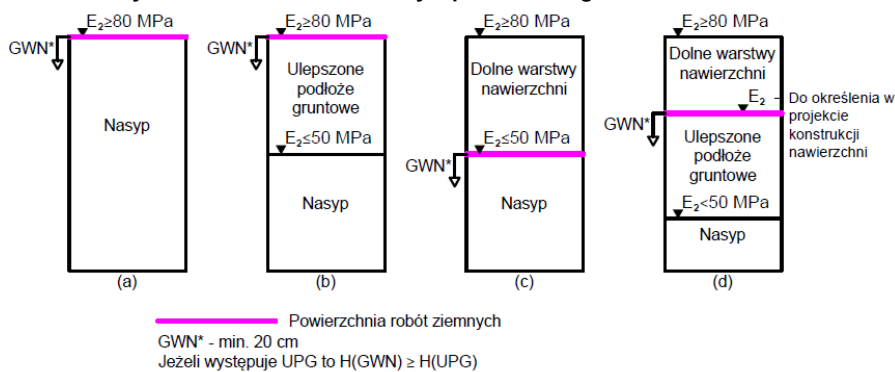 E₂≥80 MPa
GWN*
Nasyp
(a)
E₂≥80 MPa
GWN*
Ulepszone
podłoże
gruntowe
E₂≤50 MPa
Nasyp
(b)
E₂≥80 MPa
Dolne warstwy
nawierzchni
E₂≤50 MPa
GWN*
Nasyp
(c)
E₂≥80 MPa
Dolne warstwy
nawierzchni
E₂ - Do określenia w
projekcie
konstrukcji
nawierzchni
GWN*
Ulepszone
podłoże
gruntowe
E₂<50 MPa
Nasyp
(d)
Powierzchnia robót ziemnych
GWN* - min. 20 cm
Jeżeli występuje UPG to H(GWN) ≥ H(UPG)